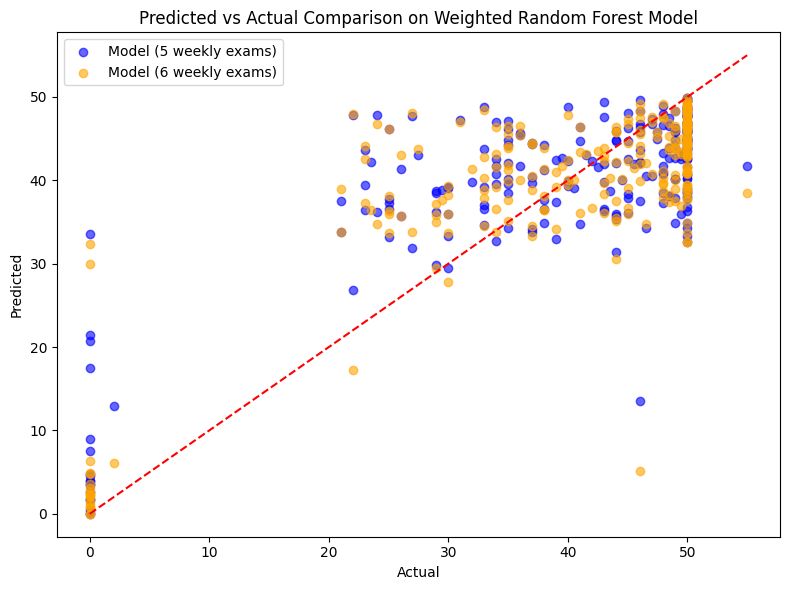 Predicted vs Actual Comparison on Weighted Random Forest Model
Model (5 weekly exams)
Model (6 weekly exams)
50
40
30
20
10
0
Predicted
0 10 20 30 40 50
Actual